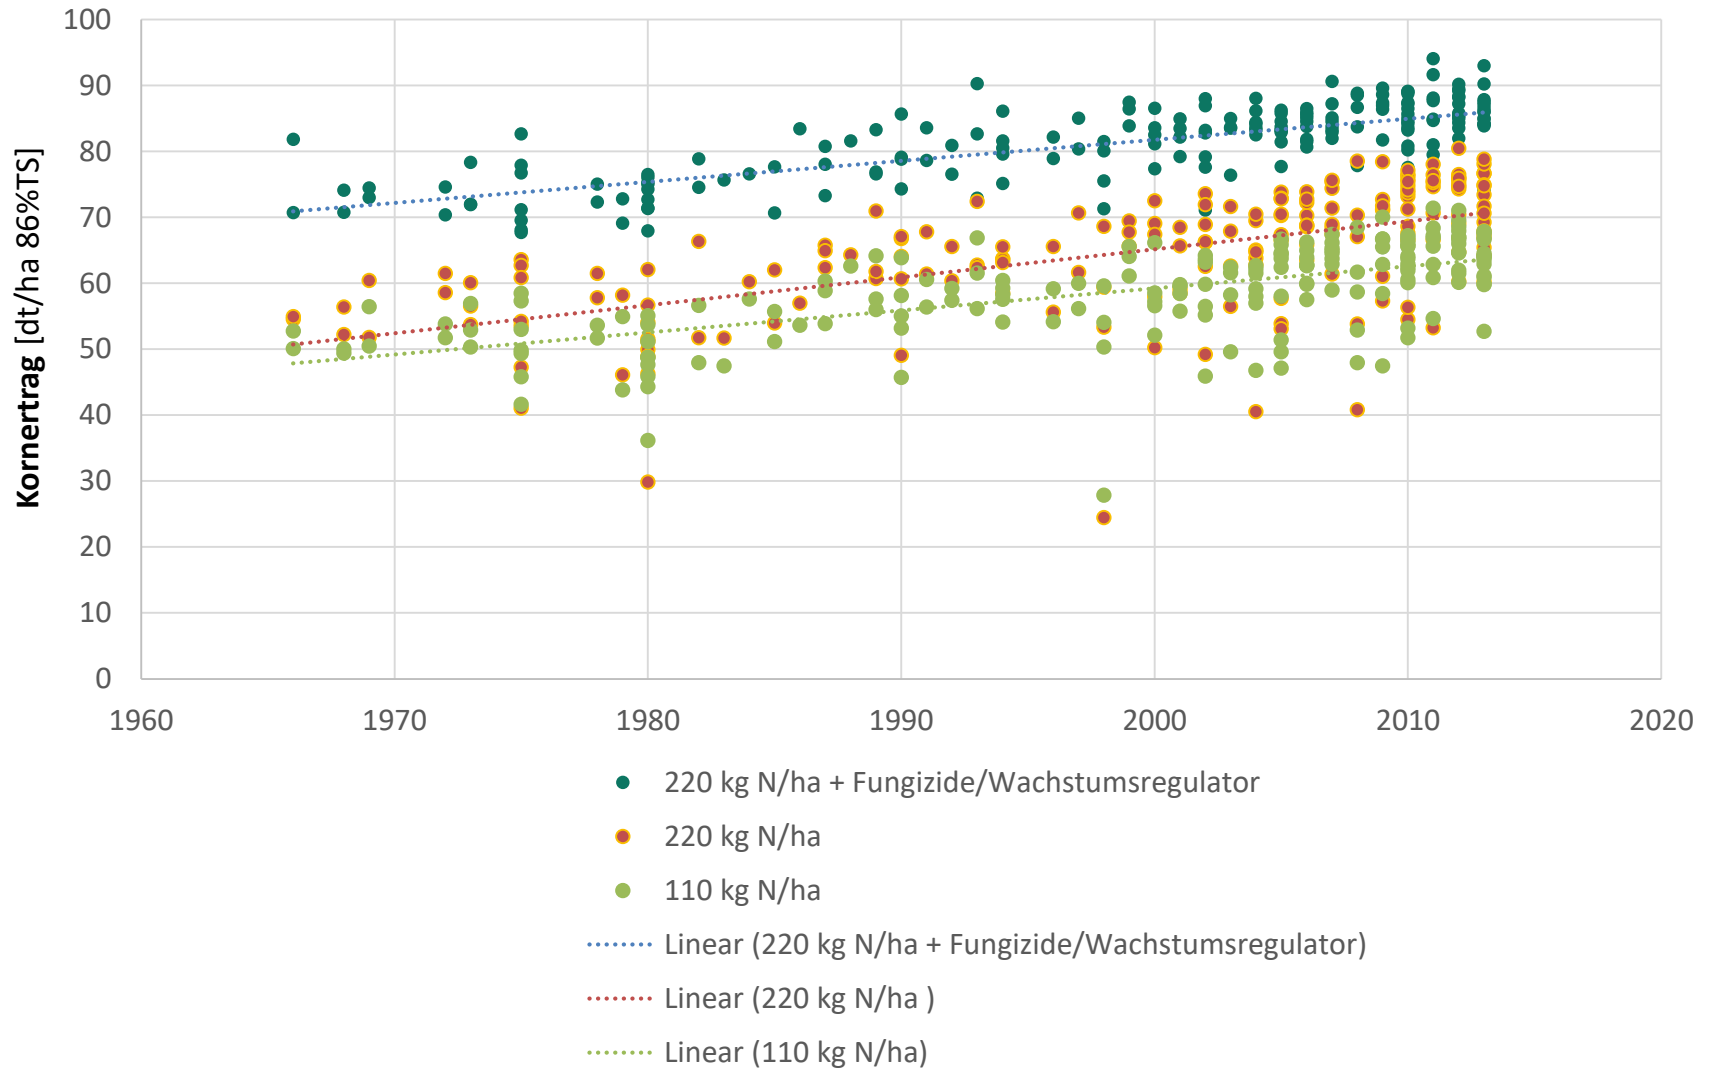 Kornertrag [dt/ha 86%TS]
100
90
80
70
60
50
40
30
20
10
0
1960 1970 1980 1990 2000 2010 2020
220 kg N/ha + Fungizide/Wachstumsregulator
220 kg N/ha
110 kg N/ha
Linear (220 kg N/ha + Fungizide/Wachstumsregulator)
Linear (220 kg N/ha )
Linear (110 kg N/ha)